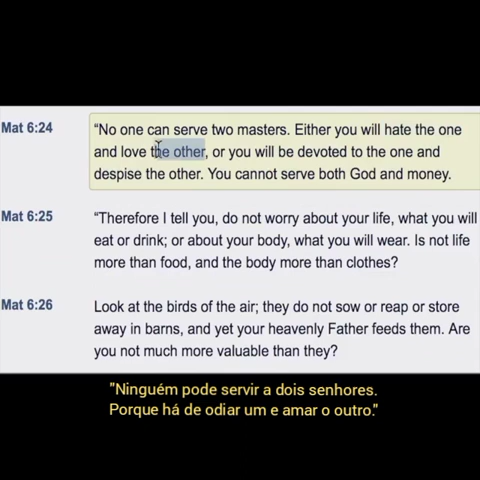 Mat 6:24 “No one can serve two masters. Either you will hate the one
and love the other, or you will be devoted to the one and
despise the other. You cannot serve both God and money.
Mat 6:25 “Therefore I tell you, do not worry about your life, what you will
eat or drink; or about your body, what you will wear. Is not life
more than food, and the body more than clothes?
Mat 6:26 Look at the birds of the air; they do not sow or reap or store
away in barns, and yet your heavenly Father feeds them. Are
you not much more valuable than they?
"Ninguém pode servir a dois senhores.
Porque há de odiar um e amar o outro."